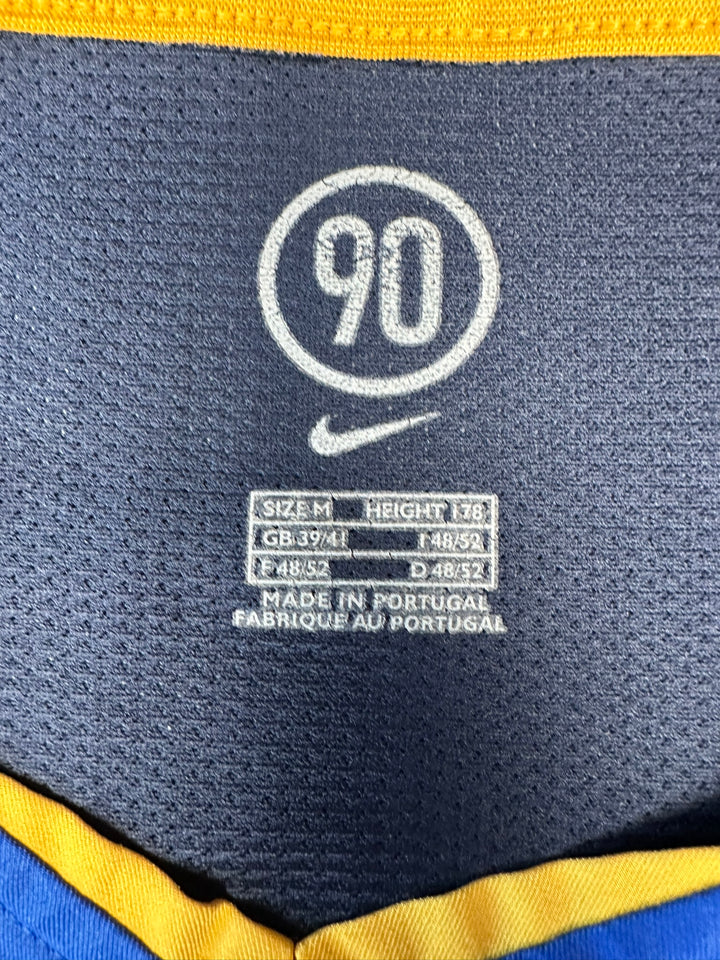 90
SIZE M HEIGHT 178
GB 39/41 I 48/52
F 48/52 D 48/52
MADE IN PORTUGAL
FABRIQUE AU PORTUGAL